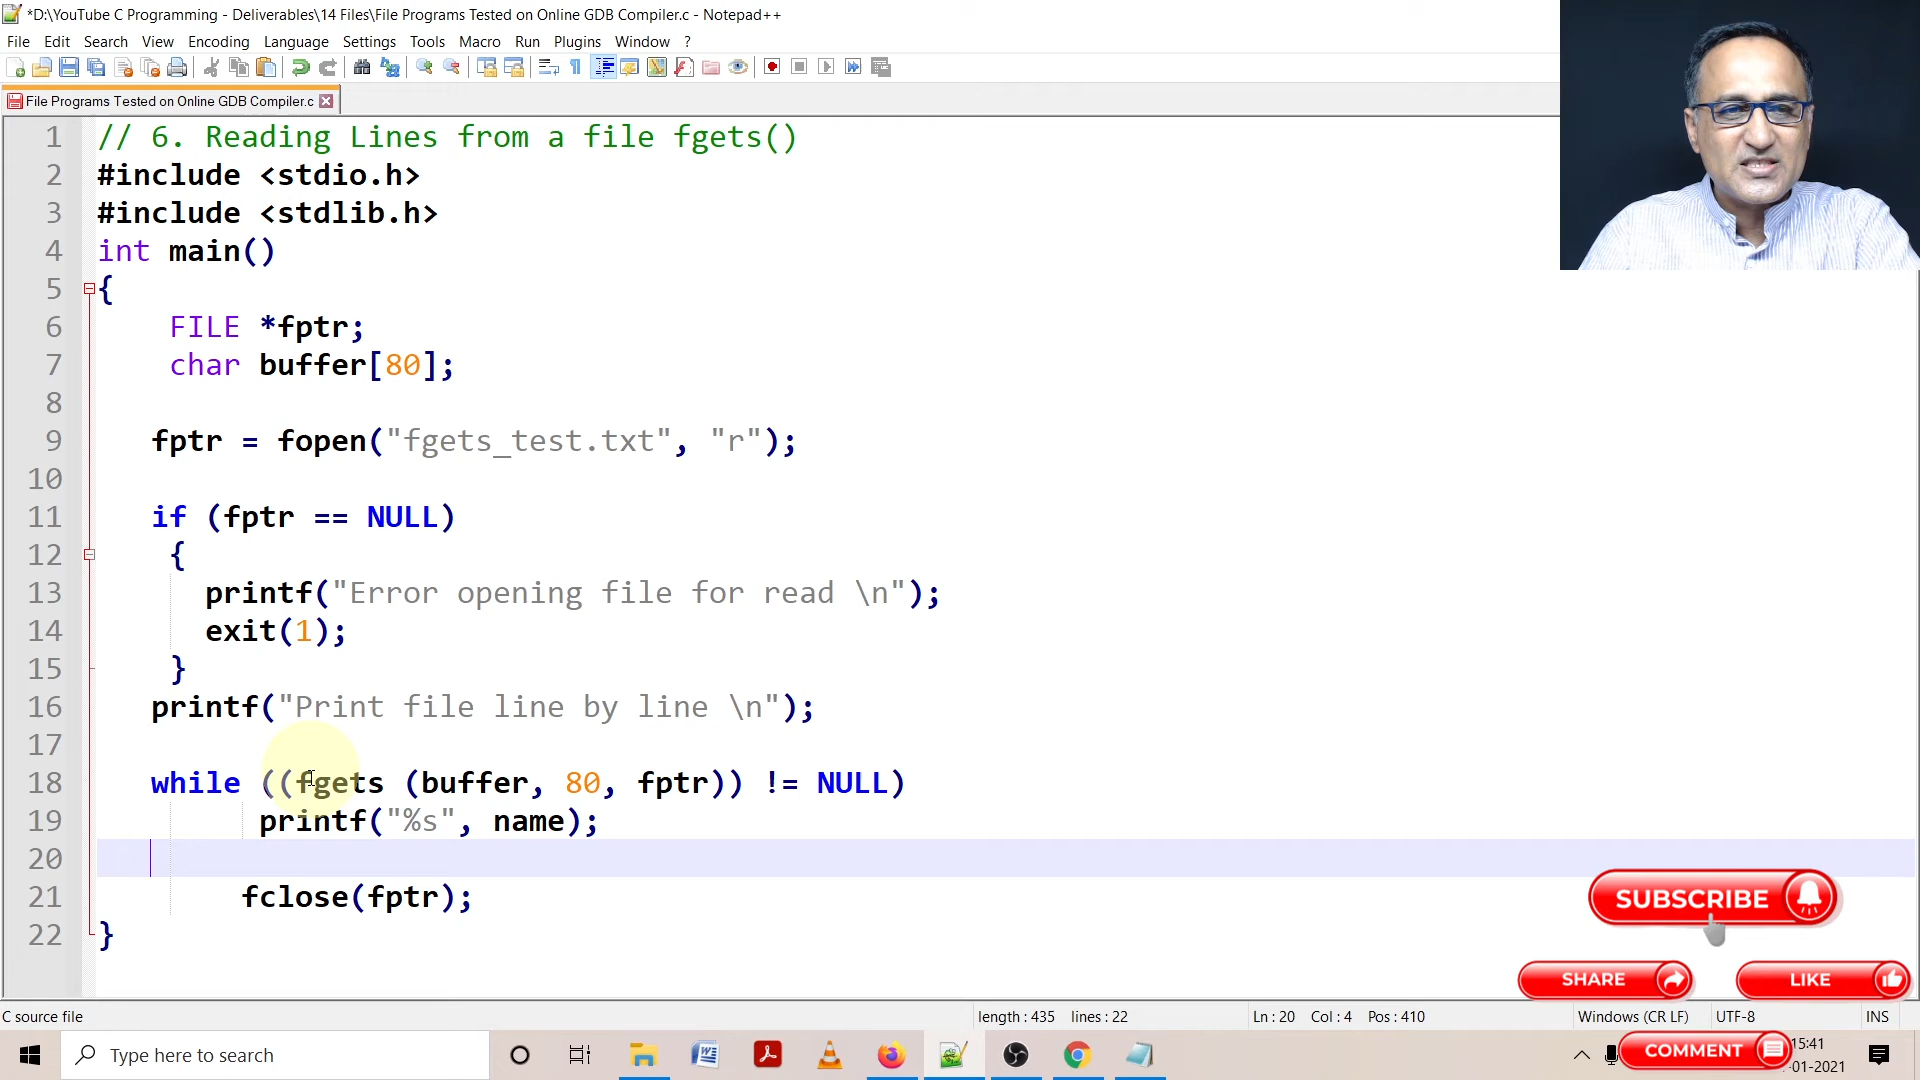 *D:\YouTube C Programming - Deliverables\14 Files\File Programs Tested on Online GDB Compiler.c - Notepad++
File Edit Search View Encoding Language Settings Tools Macro Run Plugins Window ?
File Programs Tested on Online GDB Compiler.c
1 // 6. Reading Lines from a file fgets()
2 #include <stdio.h>
3 #include <stdlib.h>
4 int main()
5 {
6 FILE *fptr;
7 char buffer[80];
8
9 fptr = fopen("fgets_test.txt", "r");
10
11 if (fptr == NULL)
12 {
13 printf("Error opening file for read \n");
14 exit(1);
15 }
16 printf("Print file line by line \n");
17
18 while ((fgets (buffer, 80, fptr)) != NULL)
19 printf("%s", name);
20
21 fclose(fptr);
22 }
SUBSCRIBE
SHARE LIKE
C source file length : 435 lines : 22 Ln : 20 Col : 4 Pos : 410 Windows (CR LF) UTF-8 INS
Type here to search
COMMENT
15:41
-01-2021